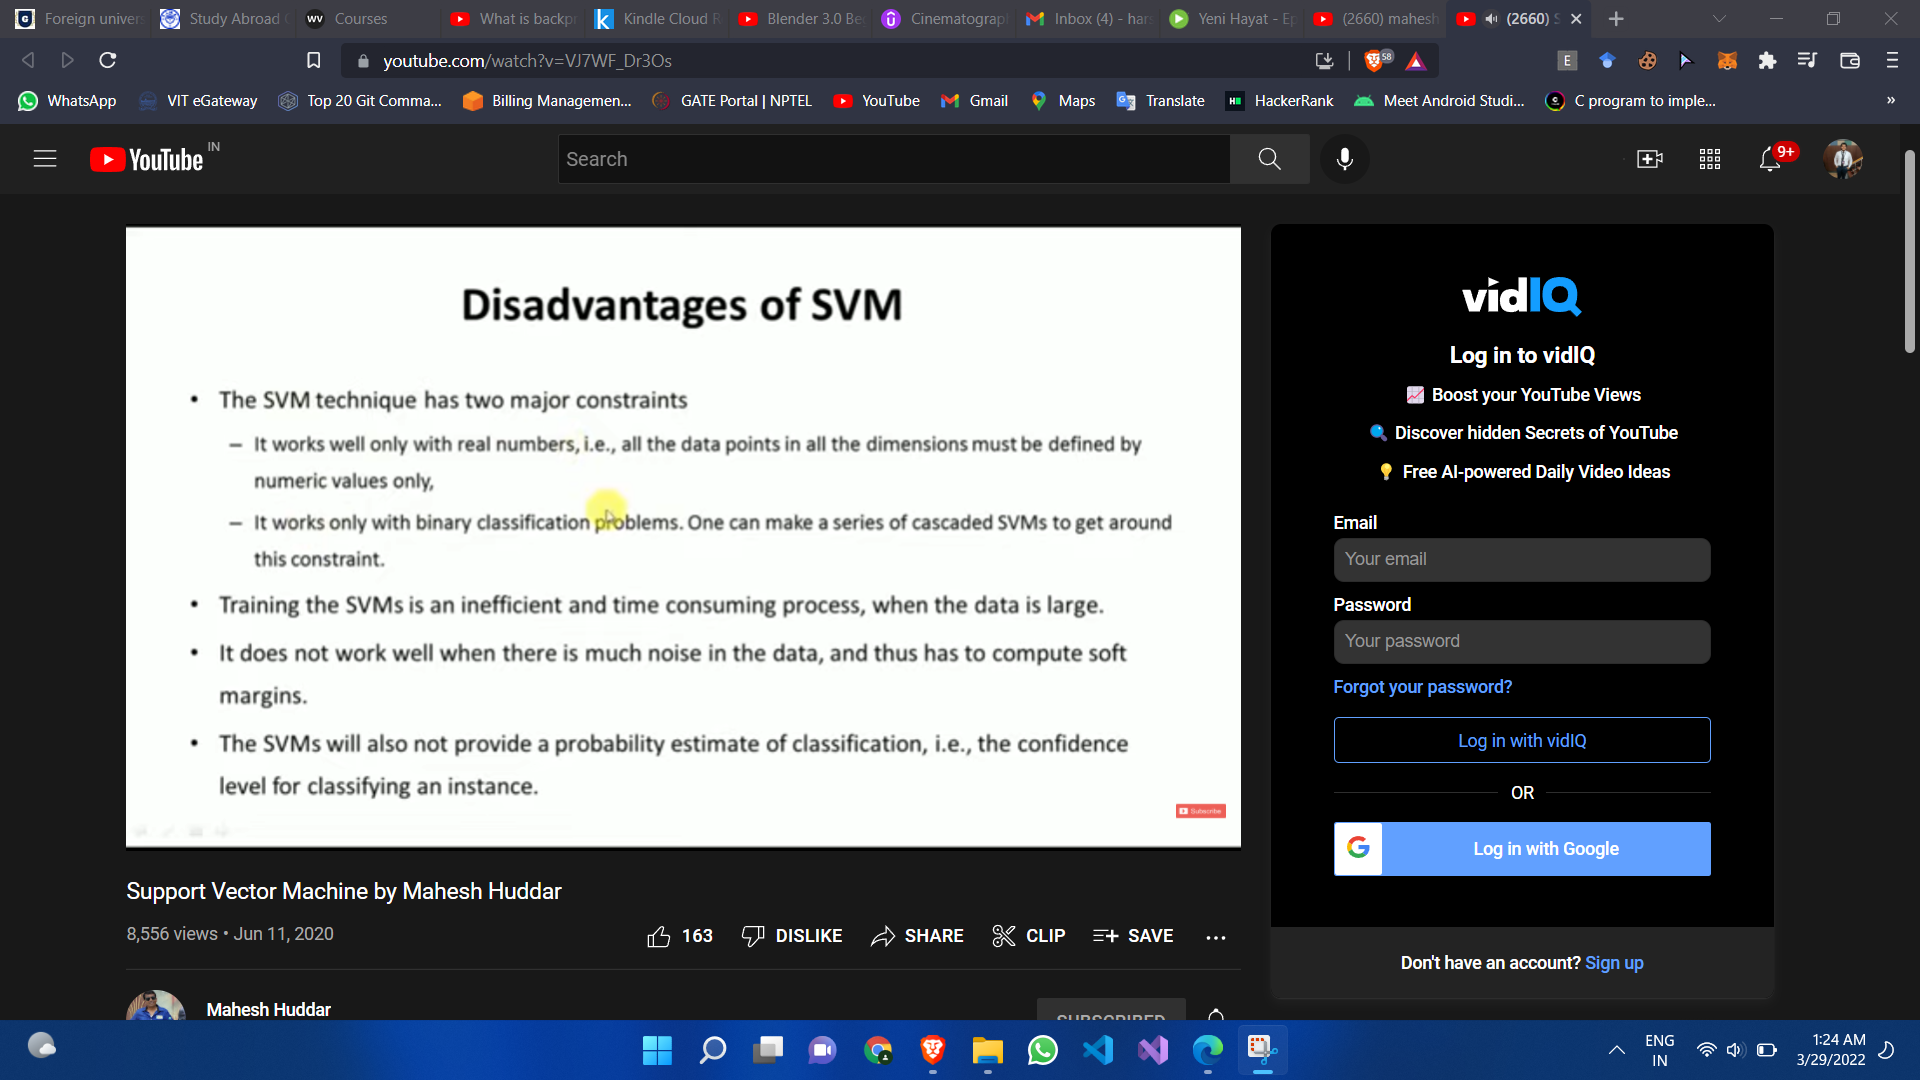 Foreign univer
Study Abroad C
Courses
What is backpr
Kindle Cloud R
Blender 3.0 Be
Cinematograp
Inbox (4) - har
Yeni Hayat - Ep
(2660) mahesh
(2660) S
youtube.com/watch?v=VJ7WF_Dr3Os
58
WhatsApp
VIT eGateway
Top 20 Git Comma...
Billing Managemen...
GATE Portal | NPTEL
YouTube
Gmail
Maps
Translate
HackerRank
Meet Android Studi...
C program to imple...
»
YouTube IN
Search
9+
Disadvantages of SVM
• The SVM technique has two major constraints
– It works well only with real numbers, i.e., all the data points in all the dimensions must be defined by
numeric values only,
– It works only with binary classification problems. One can make a series of cascaded SVMs to get around
this constraint.
• Training the SVMs is an inefficient and time consuming process, when the data is large.
• It does not work well when there is much noise in the data, and thus has to compute soft
margins.
• The SVMs will also not provide a probability estimate of classification, i.e., the confidence
level for classifying an instance.
Subscribe
Support Vector Machine by Mahesh Huddar
8,556 views • Jun 11, 2020
163
DISLIKE
SHARE
CLIP
SAVE
...
Mahesh Huddar
SUBSCRIBED
vidIQ
Log in to vidIQ
Boost your YouTube Views
Discover hidden Secrets of YouTube
Free AI-powered Daily Video Ideas
Email
Your email
Password
Your password
Forgot your password?
Log in with vidIQ
OR
Log in with Google
Don't have an account? Sign up
ENG
IN
1:24 AM
3/29/2022